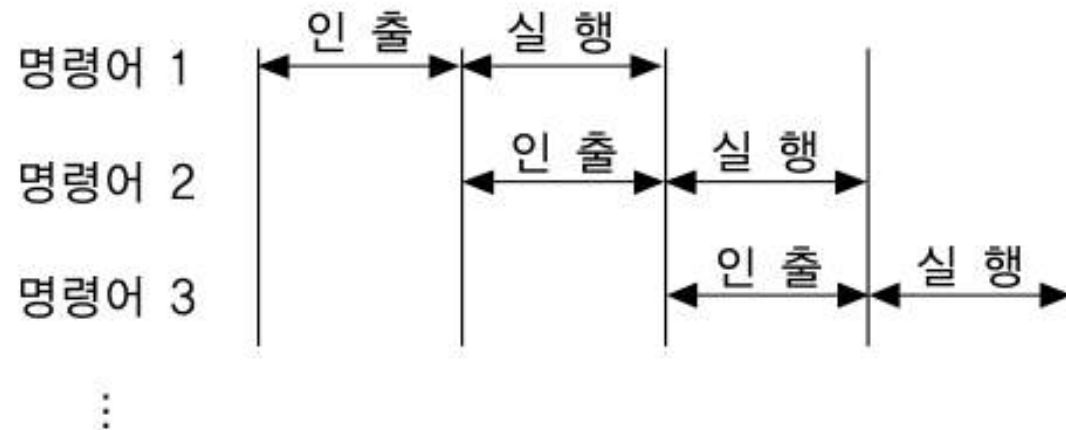 인 출 실 행
명령어 1
인 출 실 행
명령어 2
인 출 실 행
명령어 3
⋮